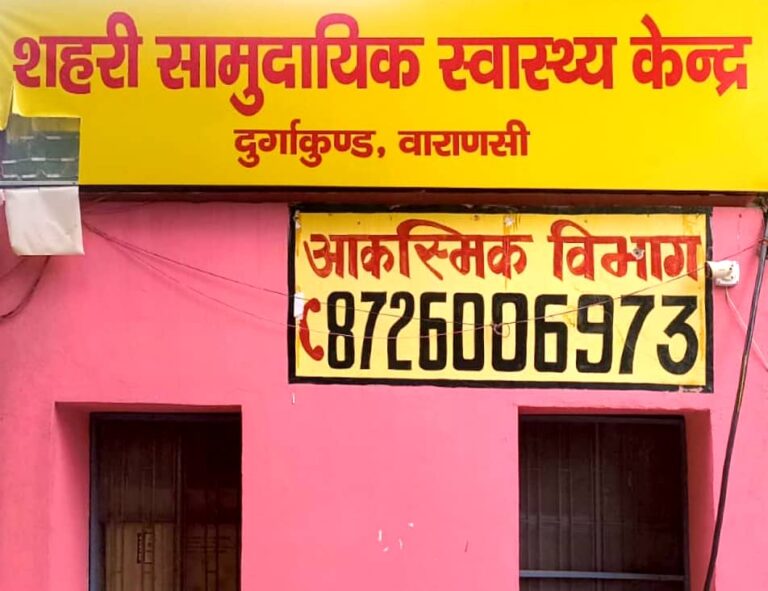 शहरी सामुदायिक स्वास्थ्य केन्द्र
दुर्गाकुण्ड, वाराणसी
आकस्मिक विभाग
8726006973